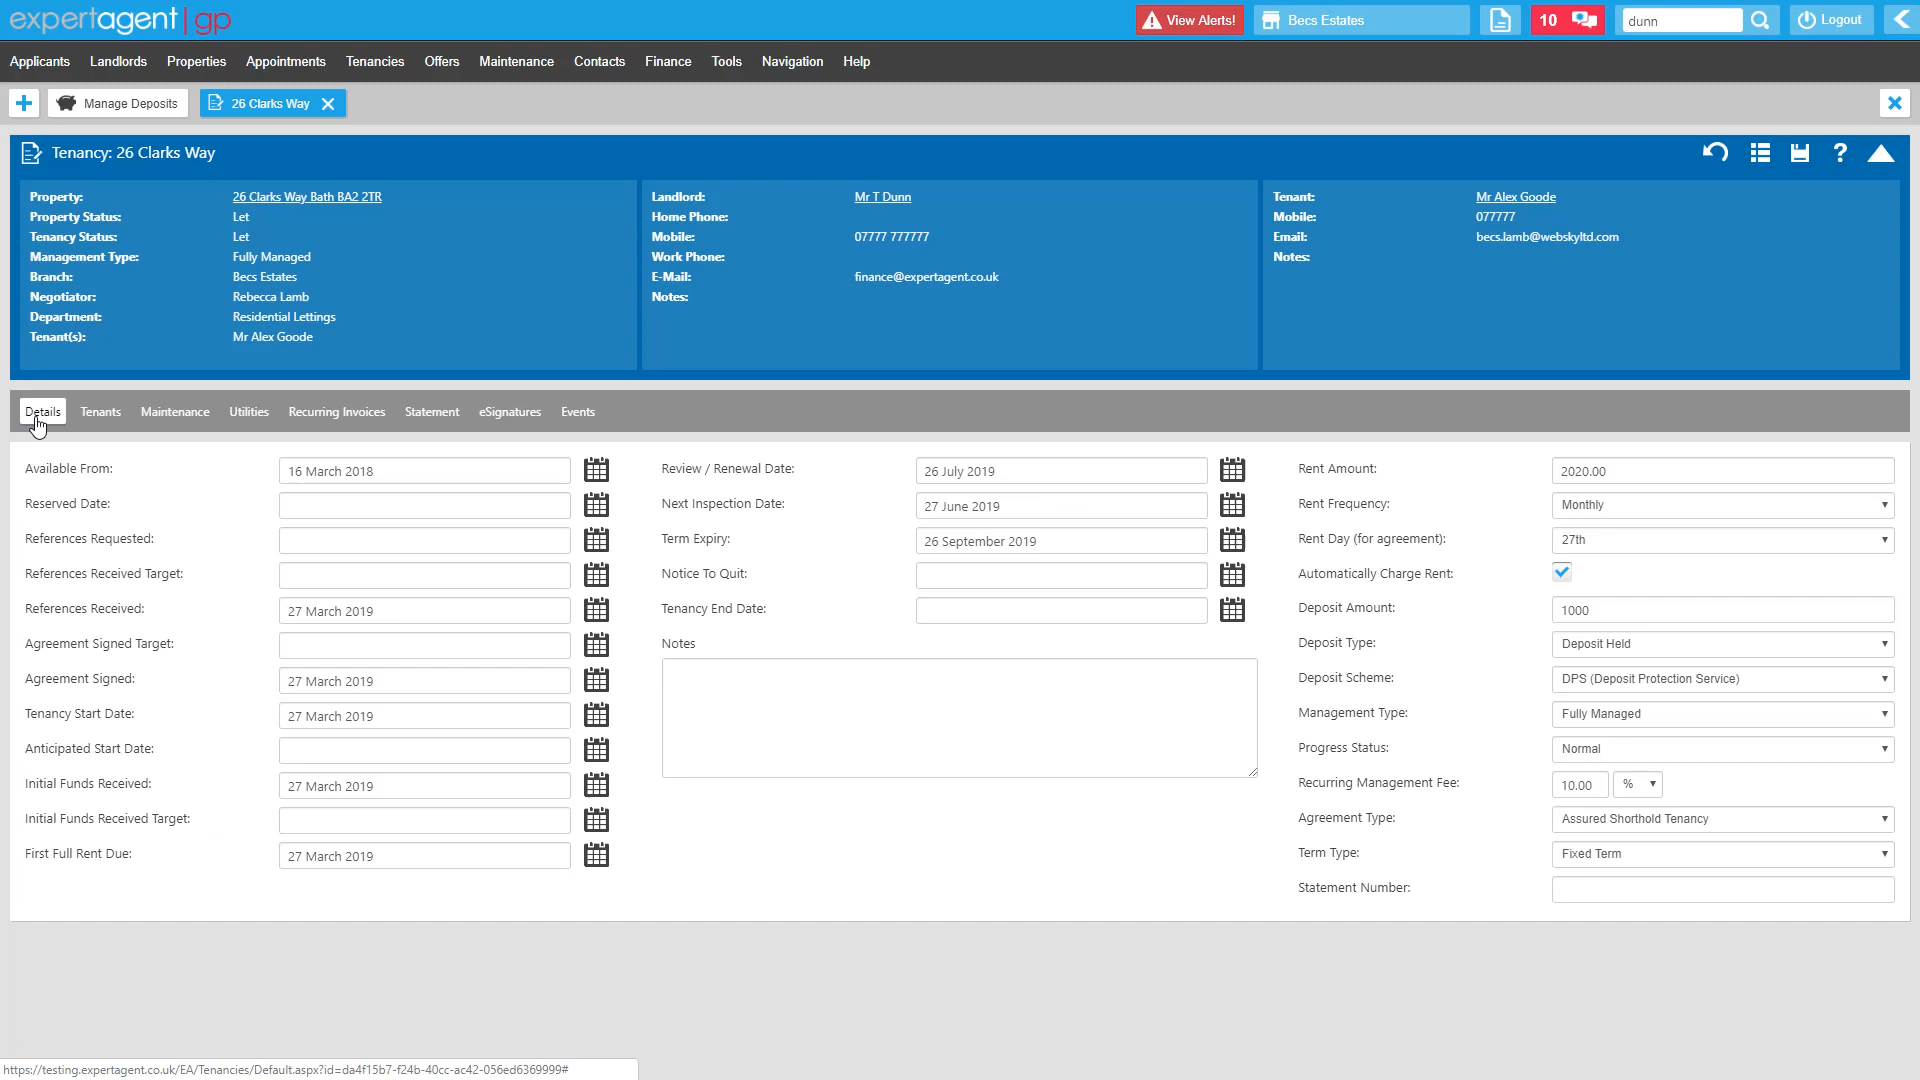 expertagent|gp
View Alerts!
Becs Estates
10
dunn
Logout
Applicants Landlords Properties Appointments Tenancies Offers Maintenance Contacts Finance Tools Navigation Help
Manage Deposits
26 Clarks Way
Tenancy: 26 Clarks Way
?
Property: 26 Clarks Way Bath BA2 2TR
Property Status: Let
Tenancy Status: Let
Management Type: Fully Managed
Branch: Becs Estates
Negotiator: Rebecca Lamb
Department: Residential Lettings
Tenant(s): Mr Alex Goode
Landlord: Mr T Dunn
Home Phone:
Mobile: 07777 777777
Work Phone:
E-Mail: finance@expertagent.co.uk
Notes:
Tenant: Mr Alex Goode
Mobile: 077777
Email: becs.lamb@webskyltd.com
Notes:
Details Tenants Maintenance Utilities Recurring Invoices Statement eSignatures Events
Available From: 16 March 2018
Reserved Date:
References Requested:
References Received Target:
References Received: 27 March 2019
Agreement Signed Target:
Agreement Signed: 27 March 2019
Tenancy Start Date: 27 March 2019
Anticipated Start Date:
Initial Funds Received: 27 March 2019
Initial Funds Received Target:
First Full Rent Due: 27 March 2019
Review / Renewal Date: 26 July 2019
Next Inspection Date: 27 June 2019
Term Expiry: 26 September 2019
Notice To Quit:
Tenancy End Date:
Notes
Rent Amount: 2020.00
Rent Frequency: Monthly
Rent Day (for agreement): 27th
Automatically Charge Rent:
Deposit Amount: 1000
Deposit Type: Deposit Held
Deposit Scheme: DPS (Deposit Protection Service)
Management Type: Fully Managed
Progress Status: Normal
Recurring Management Fee: 10.00 %
Agreement Type: Assured Shorthold Tenancy
Term Type: Fixed Term
Statement Number:
https://testing.expertagent.co.uk/EA/Tenancies/Default.aspx?id=da4f15b7-f24b-40cc-ac42-056ed6369999#